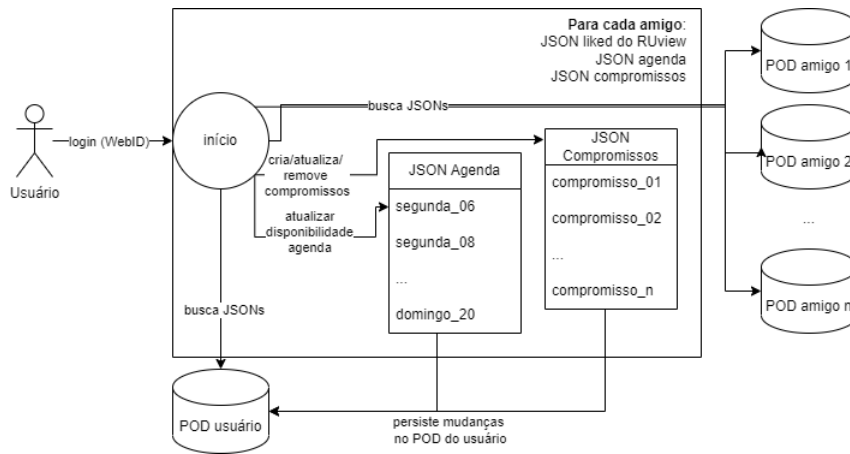 Para cada amigo:
JSON liked do RUview
JSON agenda
JSON compromissos
POD amigo 1
busca JSONs
Usuário
login (WebID)
início
cria/atualiza/
remove
compromissos
atualizar
disponibilidade
agenda
JSON Agenda
segunda_06
segunda_08
...
domingo_20
JSON
Compromissos
compromisso_01
compromisso_02
...
compromisso_n
POD amigo 2
...
POD amigo n
busca JSONs
POD usuário
persiste mudanças
no POD do usuário